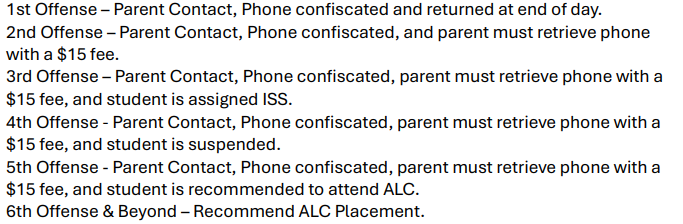 1st Offense – Parent Contact, Phone confiscated and returned at end of day.
2nd Offense – Parent Contact, Phone confiscated, and parent must retrieve phone
with a $15 fee.
3rd Offense – Parent Contact, Phone confiscated, parent must retrieve phone with a
$15 fee, and student is assigned ISS.
4th Offense - Parent Contact, Phone confiscated, parent must retrieve phone with a
$15 fee, and student is suspended.
5th Offense - Parent Contact, Phone confiscated, parent must retrieve phone with a
$15 fee, and student is recommended to attend ALC.
6th Offense & Beyond – Recommend ALC Placement.